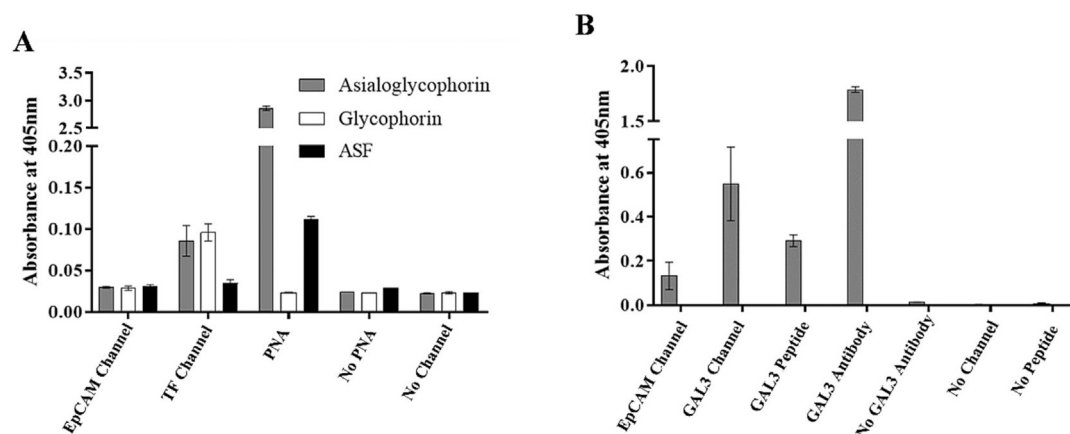 A
Absorbance at 405nm
3.5
3.0
2.5
0.20
0.15
0.10
0.05
0.00
Asialoglycophorin
Glycophorin
ASF
EpCAM Channel
TF Channel
PNA
No PNA
No Channel
B
Absorbance at 405nm
2.0
1.5
0.6
0.4
0.2
0.0
EpCAM Channel
GAL3 Channel
GAL3 Peptide
GAL3 Antibody
No GAL3 Antibody
No Channel
No Peptide